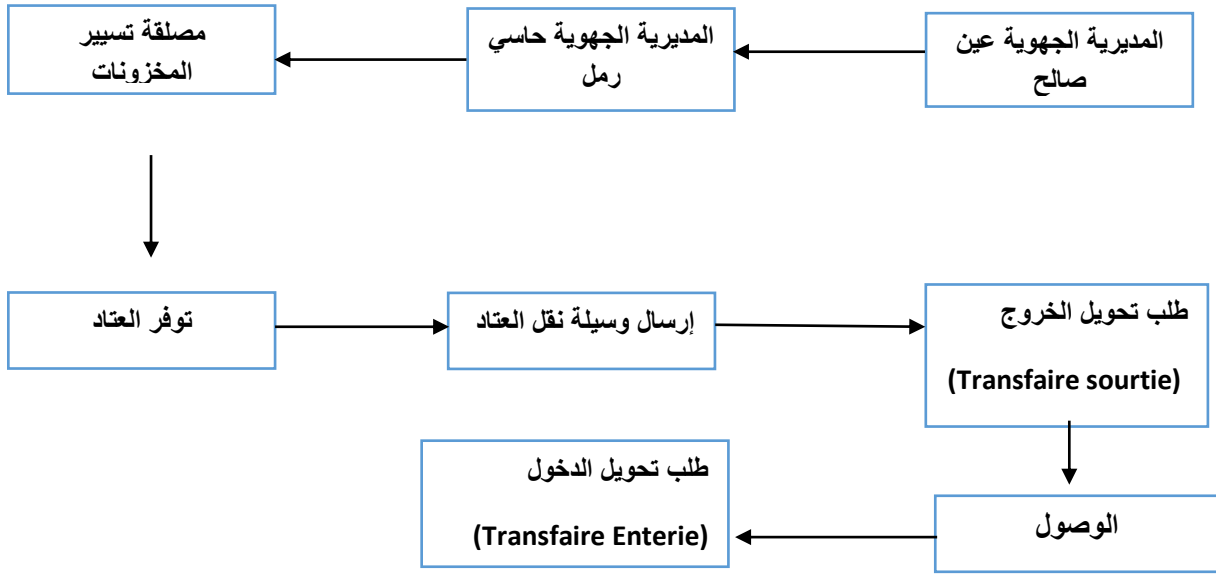 المديرية الجهوية عين
صالح
المديرية الجهوية حاسي
رمل
مصلقة تسيير
المخزونات
توفر العتاد
إرسال وسيلة نقل العتاد
طلب تحويل الخروج
(Transfaire sourtie)
الوصول
طلب تحويل الدخول
(Transfaire Enterie)